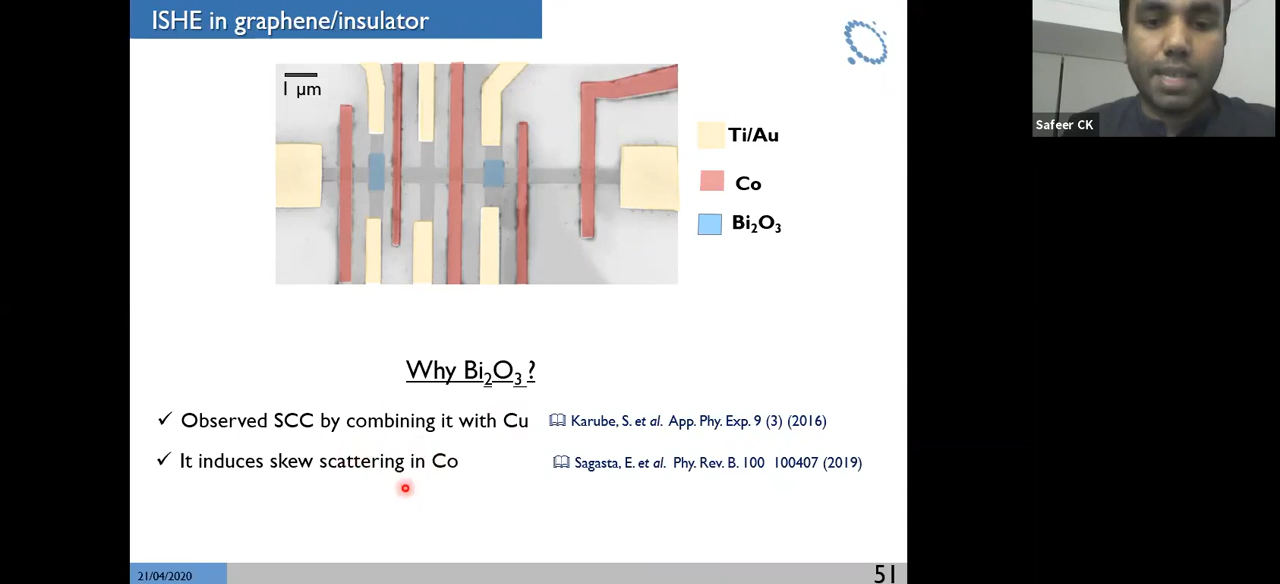 ISHE in graphene/insulator
1 μm
Ti/Au
Co
Bi₂O₃
Safeer CK
Why Bi₂O₃?
✓ Observed SCC by combining it with Cu 🕮 Karube, S. et al. App. Phy. Exp. 9 (3) (2016)
✓ It induces skew scattering in Co 🕮 Sagasta, E. et al. Phy. Rev. B. 100 100407 (2019)
21/04/2020
51